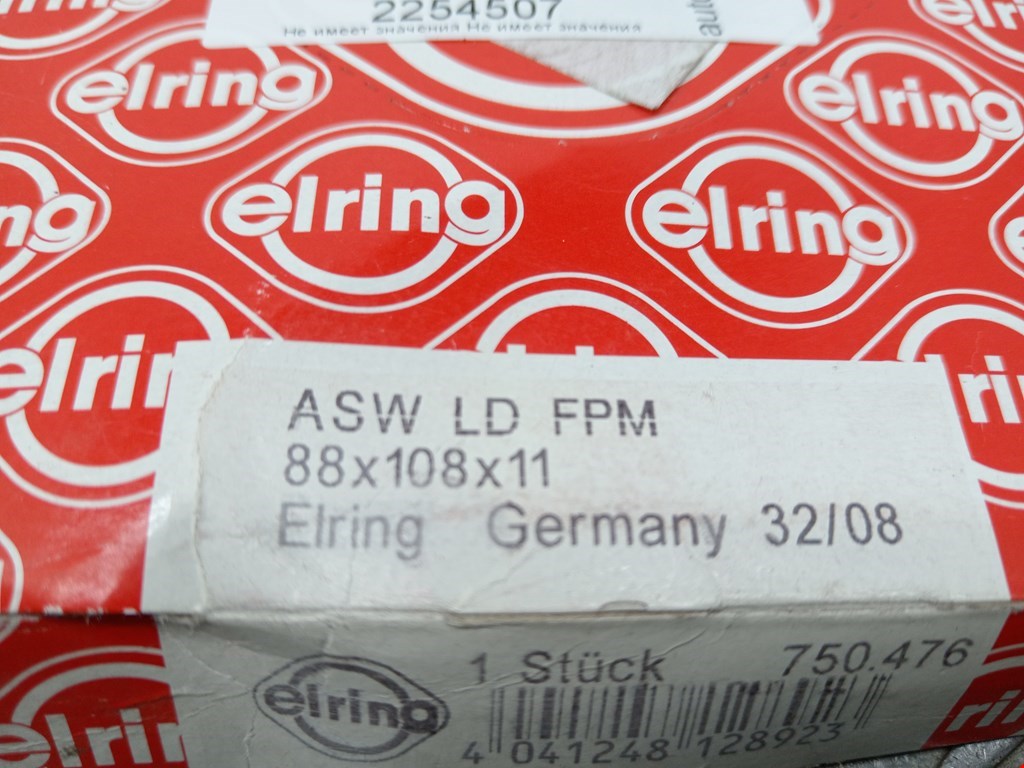 2254507
Не имеет значения Не имеет значения
elring
elring
elring
elring
ASW LD FPM
88x108x11
Elring Germany 32/08
1 Stück 750.476
elring
4 041248 128923